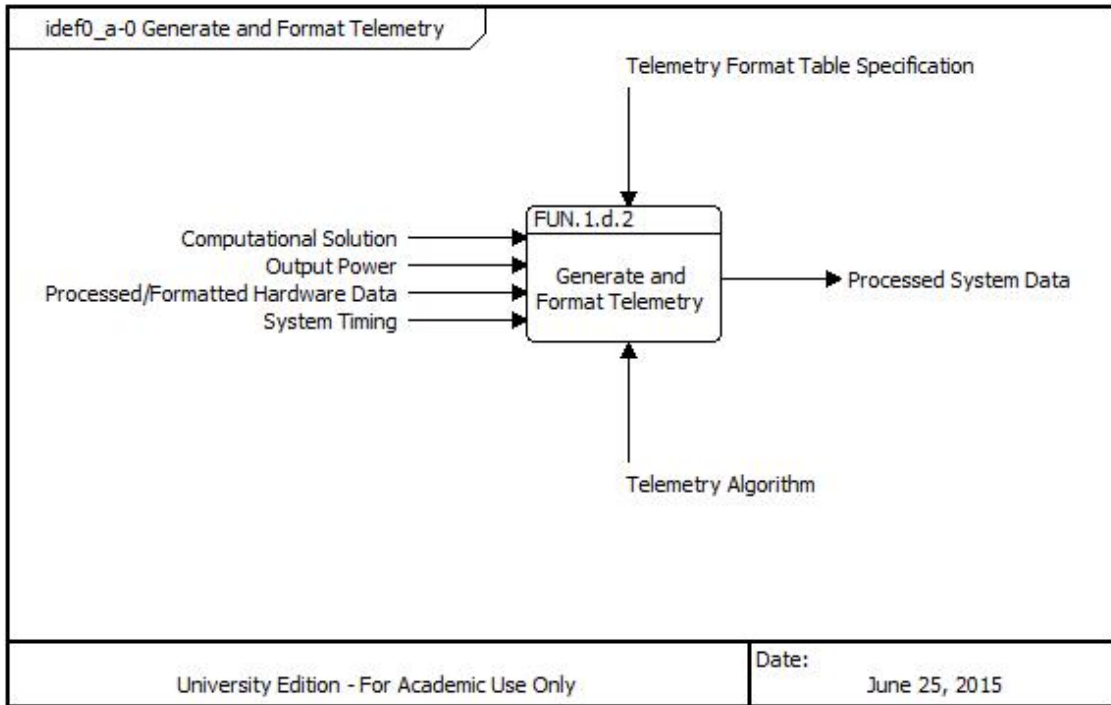 idef0_a-0 Generate and Format Telemetry
Telemetry Format Table Specification
FUN.1.d.2
Computational Solution
Output Power
Processed/Formatted Hardware Data
System Timing
Generate and
Format Telemetry
Processed System Data
Telemetry Algorithm
University Edition - For Academic Use Only
Date:
June 25, 2015